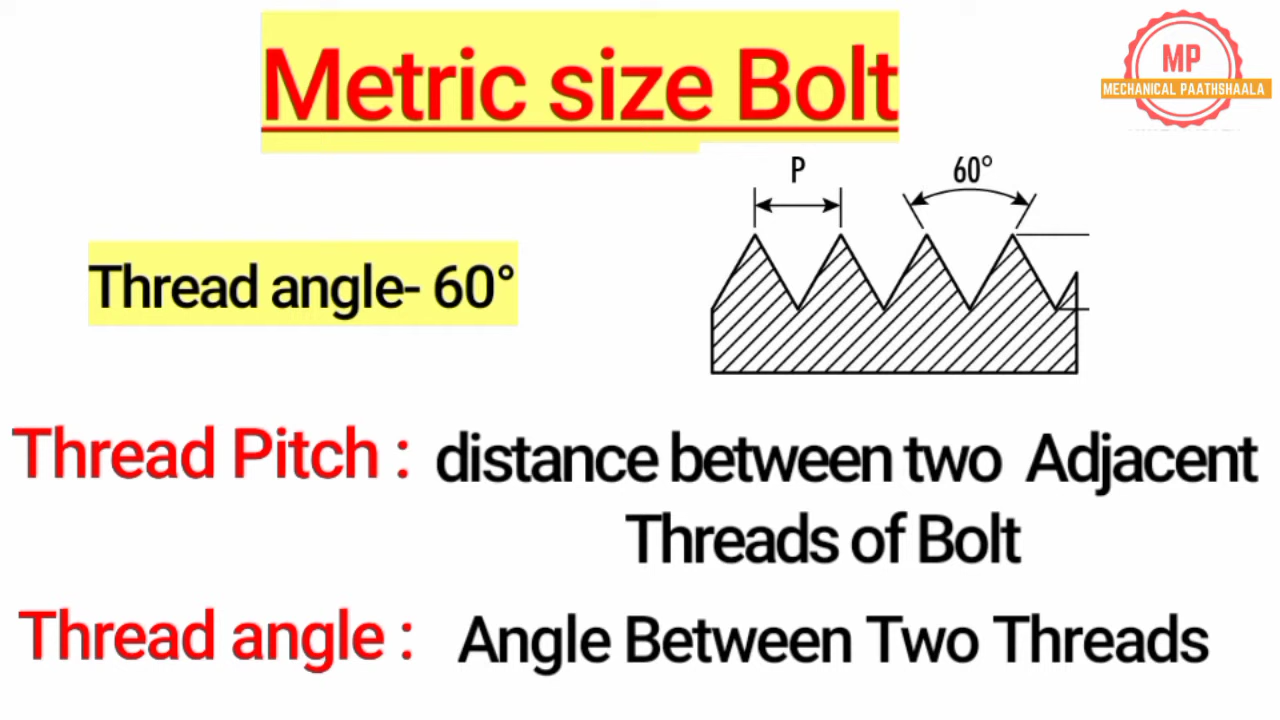 Metric size Bolt
MP
MECHANICAL PAATHSHAALA
P
60°
Thread angle- 60°
Thread Pitch : distance between two Adjacent
Threads of Bolt
Thread angle : Angle Between Two Threads